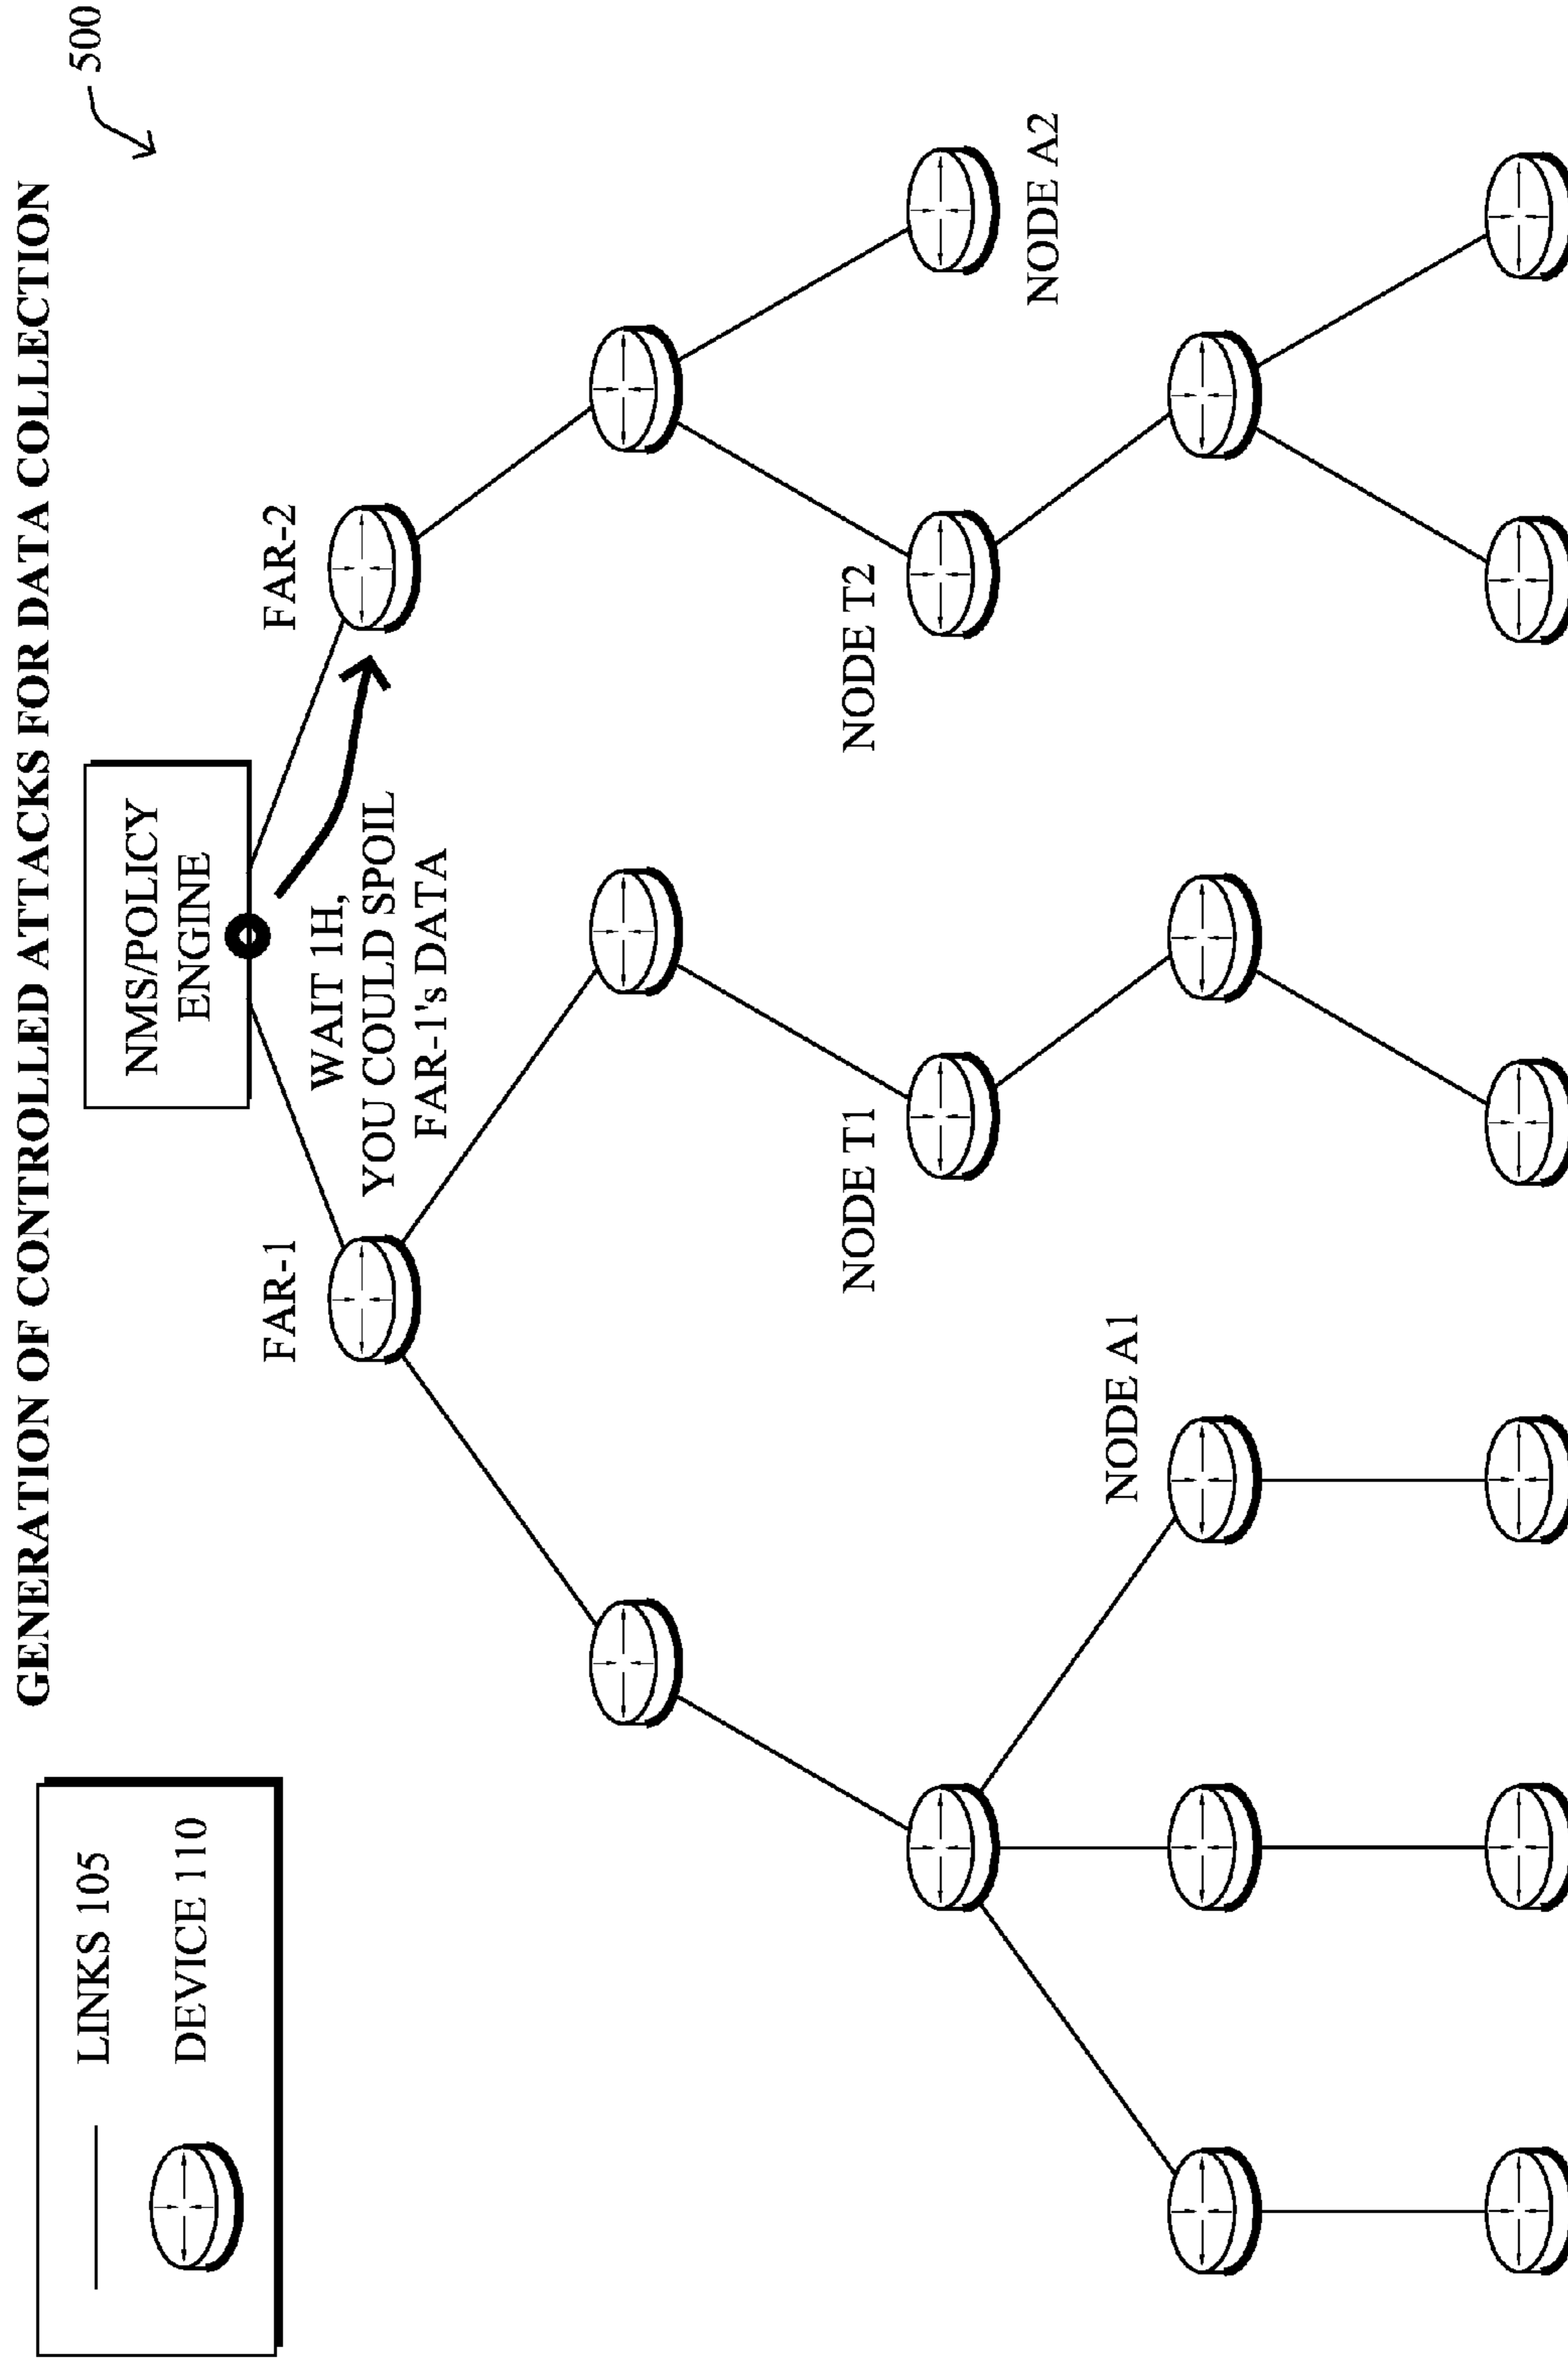 GENERATION OF CONTROLLED ATTACKS FOR DATA COLLECTION
500
LINKS 105
DEVICE 110
NMS/POLICY
ENGINE
FAR-1
FAR-2
WAIT 1H,
YOU COULD SPOIL
FAR-1's DATA
NODE T1
NODE T2
NODE A2
NODE A1